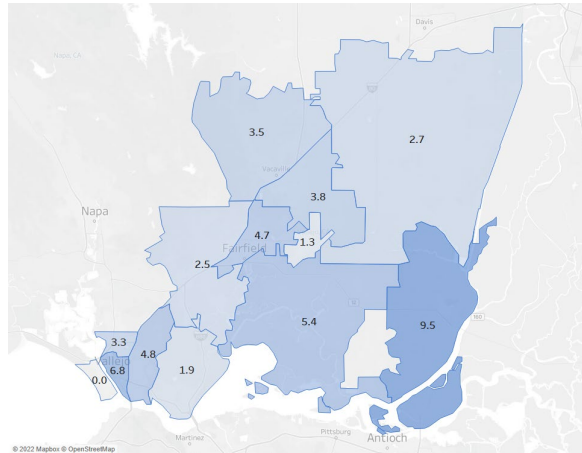 Davis
Napa, CA
3.5
2.7
Vacaville
3.8
Napa
4.7
1.3
Fairfield
2.5
5.4
9.5
3.3
4.8
6.8
1.9
0.0
Martinez
Pittsburg
Antioch
© 2022 Mapbox © OpenStreetMap